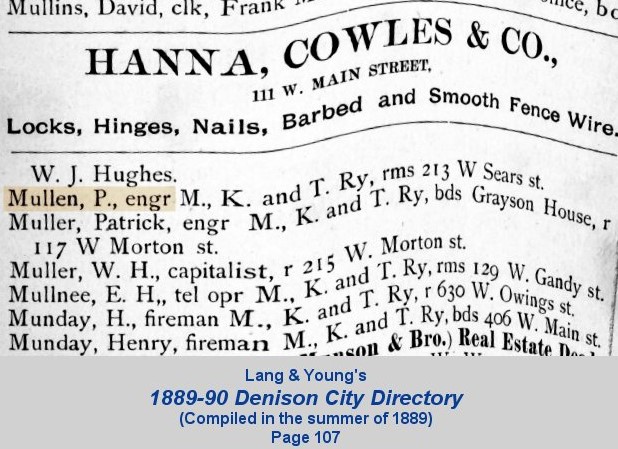 Mullins, David, clk, Frank
HANNA, COWLES & CO.,
111 W. MAIN STREET,
Locks, Hinges, Nails, Barbed and Smooth Fence Wire.
W. J. Hughes.
Mullen, P., engr M., K. and T. Ry, rms 213 W Sears st.
Muller, Patrick, engr M., K. and T. Ry, bds Grayson House, r
117 W Morton st.
Muller, W. H., capitalist, r 215 W. Morton st.
Mullnee, E. H,, tel opr M., K. and T. Ry, rms 129 W. Gandy st.
Munday, H., fireman M., K. and T. Ry, r 630 W. Owings st.
Munday, Henry, fireman M., K. and T. Ry, bds 406 W. Main st.
& Bro.) Real Estate
Lang & Young's
1889-90 Denison City Directory
(Compiled in the summer of 1889)
Page 107